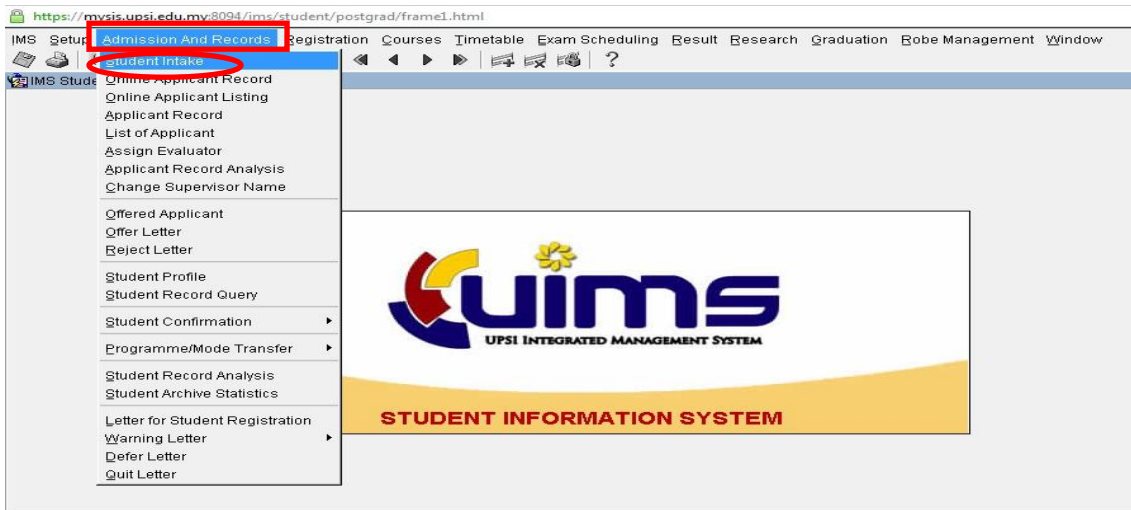 https://mysis.upsi.edu.my:8094/ims/student/postgrad/frame1.html
IMS Setup Admission And Records Registration Courses Timetable Exam Scheduling Result Research Graduation Robe Management Window
Student Intake
?
IMS Stude
Online Applicant Record
Online Applicant Listing
Applicant Record
List of Applicant
Assign Evaluator
Applicant Record Analysis
Change Supervisor Name
Offered Applicant
Offer Letter
Reject Letter
Student Profile
Student Record Query
Student Confirmation
Programme/Mode Transfer
Student Record Analysis
Student Archive Statistics
Letter for Student Registration
Warning Letter
Defer Letter
Quit Letter
uims
UPSI INTEGRATED MANAGEMENT SYSTEM
STUDENT INFORMATION SYSTEM